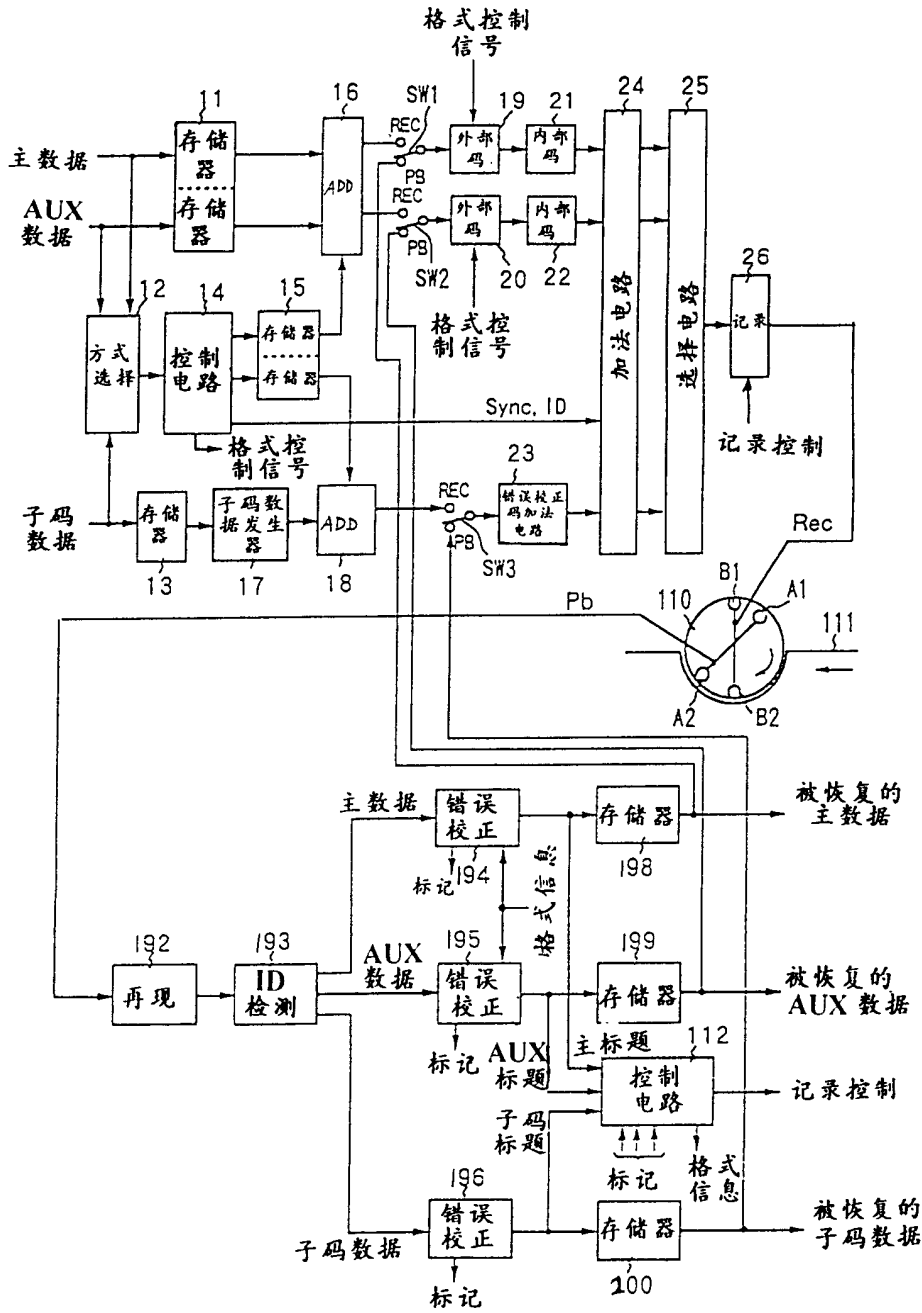 格式控制
信号
11
16
SW1
19
21
24
25
REC
主数据
存储
器
存储器
ADD
PB
外部
码
内部
码
AUX
数据
REC
PB
SW2
外部
码
内部
码
20
22
26
12
14
15
格式控
制信号
方式
选择
控制
电路
存储器
存储器
加法电路
选择电路
记录
Sync, ID
格式控
制信号
记录控制
23
子码
数据
存储
器
子码数
据发生
器
ADD
REC
PB
SW3
错误校正
码加法
电路
13
17
18
Rec
B1
A1
Pb
110
111
A2
B2
主数据
错误
校正
存储器
被恢复的
主数据
194
198
标记
格式信息
192
193
AUX
数据
195
199
再现
ID
检测
错误
校正
存储器
被恢复的
AUX 数据
标记
AUX
标题
主标题
112
控制
电路
记录控制
子码
标题
标记
格式
信息
196
子码数据
错误
校正
存储器
被恢复的
子码数据
100
标记